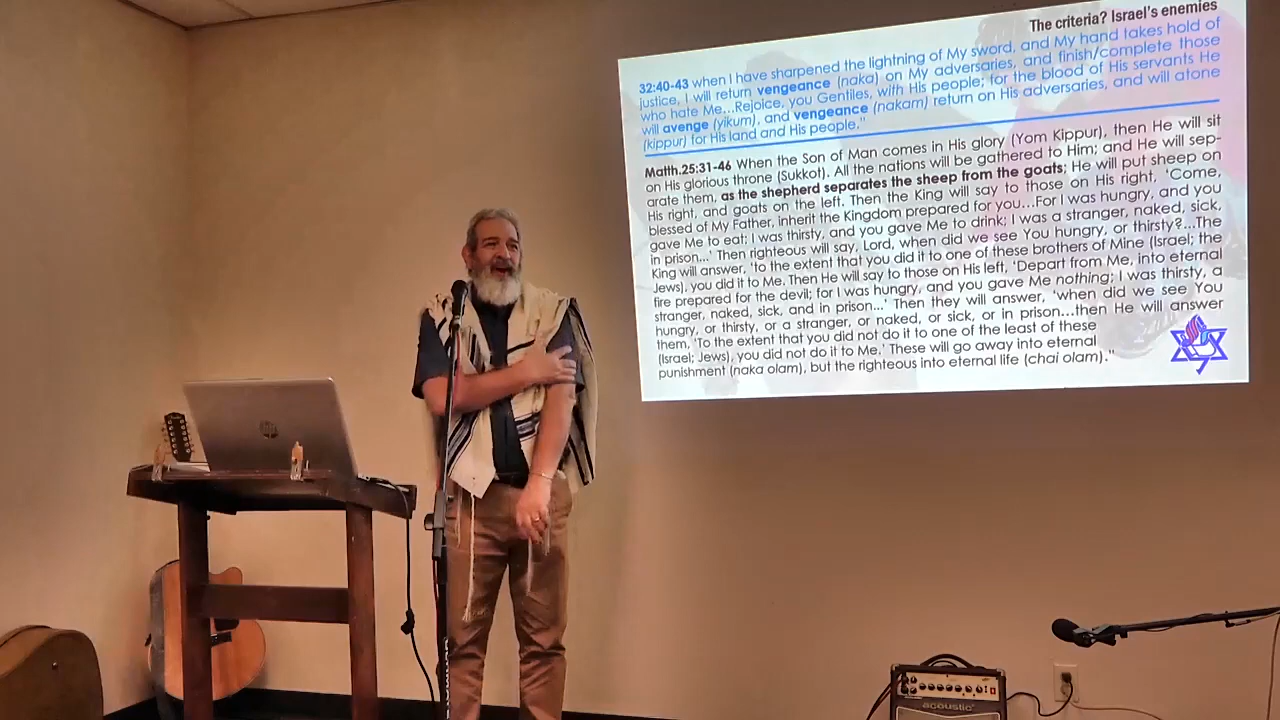 The criteria? Israel's enemies
32:40-43 when I have sharpened the lightning of My sword, and My hand takes hold of
justice, I will return vengeance (naka) on My adversaries, and finish/complete those
who hate Me...Rejoice, you Gentiles, with His people; for the blood of His servants He
will avenge (yikum), and vengeance (nakam) return on His adversaries, and will atone
(kippur) for His land and His people."
Matth.25:31-46 When the Son of Man comes in His glory (Yom Kippur), then He will sit
on His glorious throne (Sukkot). All the nations will be gathered to Him; and He will sep-
arate them, as the shepherd separates the sheep from the goats; He will put sheep on
His right, and goats on the left. Then the King will say to those on His right, 'Come,
blessed of My Father, inherit the Kingdom prepared for you...For I was hungry, and you
gave Me to eat; I was thirsty, and you gave Me to drink; I was a stranger, naked, sick,
in prison...' Then righteous will say, Lord, when did we see You hungry, or thirsty?...The
King will answer, 'to the extent that you did it to one of these brothers of Mine (Israel; the
Jews), you did it to Me. Then He will say to those on His left, 'Depart from Me, into eternal
fire prepared for the devil; for I was hungry, and you gave Me nothing; I was thirsty, a
stranger, naked, sick, and in prison...' Then they will answer, 'when did we see You
hungry, or thirsty, or a stranger, or naked, or sick, or in prison...then He will answer
them, 'To the extent that you did not do it to one of the least of these
(Israel; Jews), you did not do it to Me.' These will go away into eternal
punishment (naka olam), but the righteous into eternal life (chai olam)."
hp
acoustic